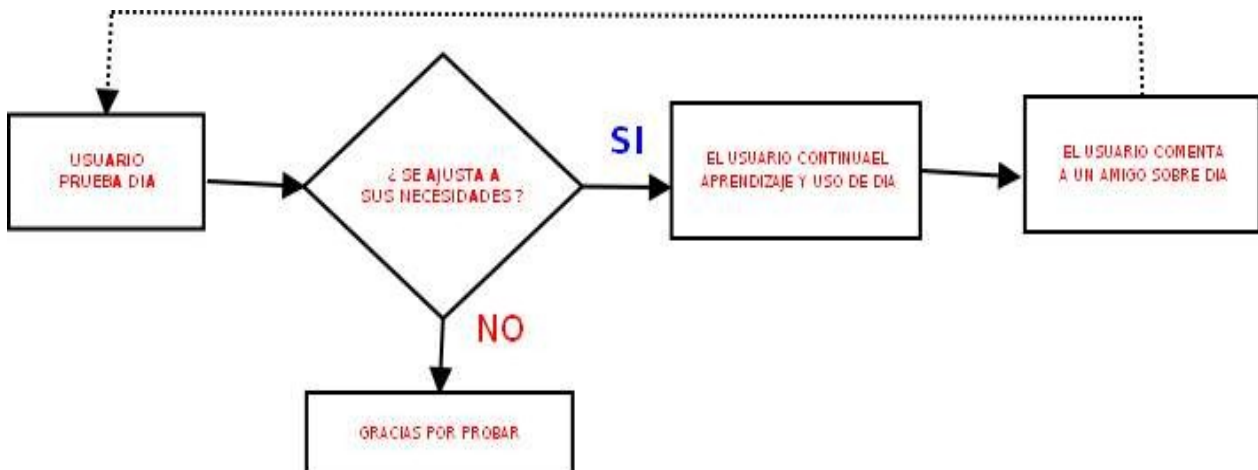 USUARIO
PRUEBA DIA
¿ SE AJUSTA A
SUS NECESIDADES ?
SI
EL USUARIO CONTINUAEL
APRENDIZAJE Y USO DE DIA
EL USUARIO COMENTA
A UN AMIGO SOBRE DIA
NO
GRACIAS POR PROBAR